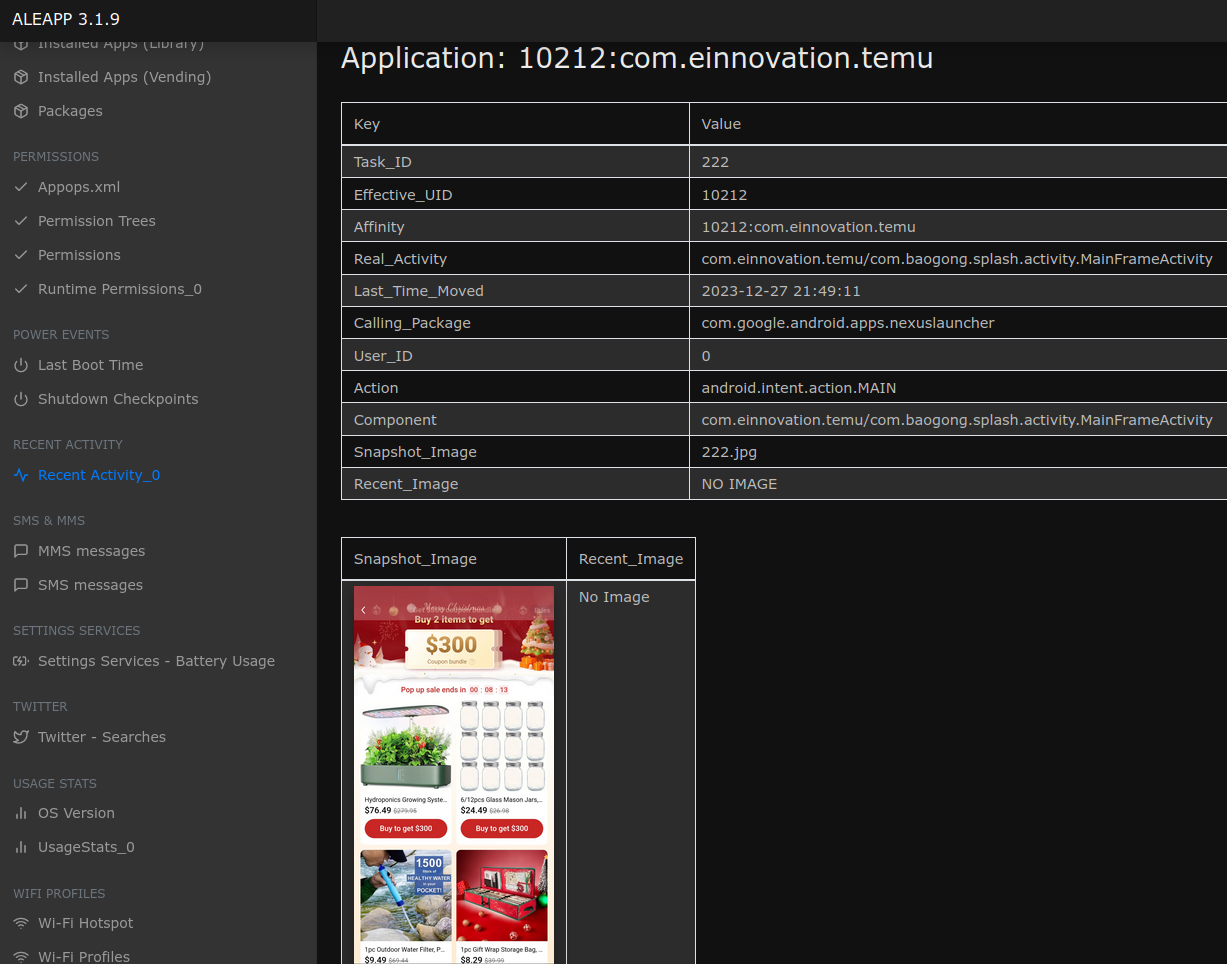 ALEAPP 3.1.9
Installed Apps (Library)
Installed Apps (Vending)
Packages
PERMISSIONS
Appops.xml
Permission Trees
Permissions
Runtime Permissions_0
POWER EVENTS
Last Boot Time
Shutdown Checkpoints
RECENT ACTIVITY
Recent Activity_0
SMS & MMS
MMS messages
SMS messages
SETTINGS SERVICES
Settings Services - Battery Usage
TWITTER
Twitter - Searches
USAGE STATS
OS Version
UsageStats_0
WIFI PROFILES
Wi-Fi Hotspot
Wi-Fi Profiles
Application: 10212:com.einnovation.temu
Key Value
Task_ID 222
Effective_UID 10212
Affinity 10212:com.einnovation.temu
Real_Activity com.einnovation.temu/com.baogong.splash.activity.MainFrameActivity
Last_Time_Moved 2023-12-27 21:49:11
Calling_Package com.google.android.apps.nexuslauncher
User_ID 0
Action android.intent.action.MAIN
Component com.einnovation.temu/com.baogong.splash.activity.MainFrameActivity
Snapshot_Image 222.jpg
Recent_Image NO IMAGE
Snapshot_Image Recent_Image
No Image
Merry Christmas
Buy 2 items to get
$300
Coupon bundle
Pop up sale ends in 00 : 08 : 13
Hydroponics Growing Syste...
$76.49 $279.95
Buy to get $300
6/12pcs Glass Mason Jars,...
$24.49 $26.98
Buy to get $300
1500
HEALTHY WATER
in your
POCKET!
1pc Outdoor Water Filter, P...
$9.49 $69.44
1pc Gift Wrap Storage Bag,...
$8.29 $39.99